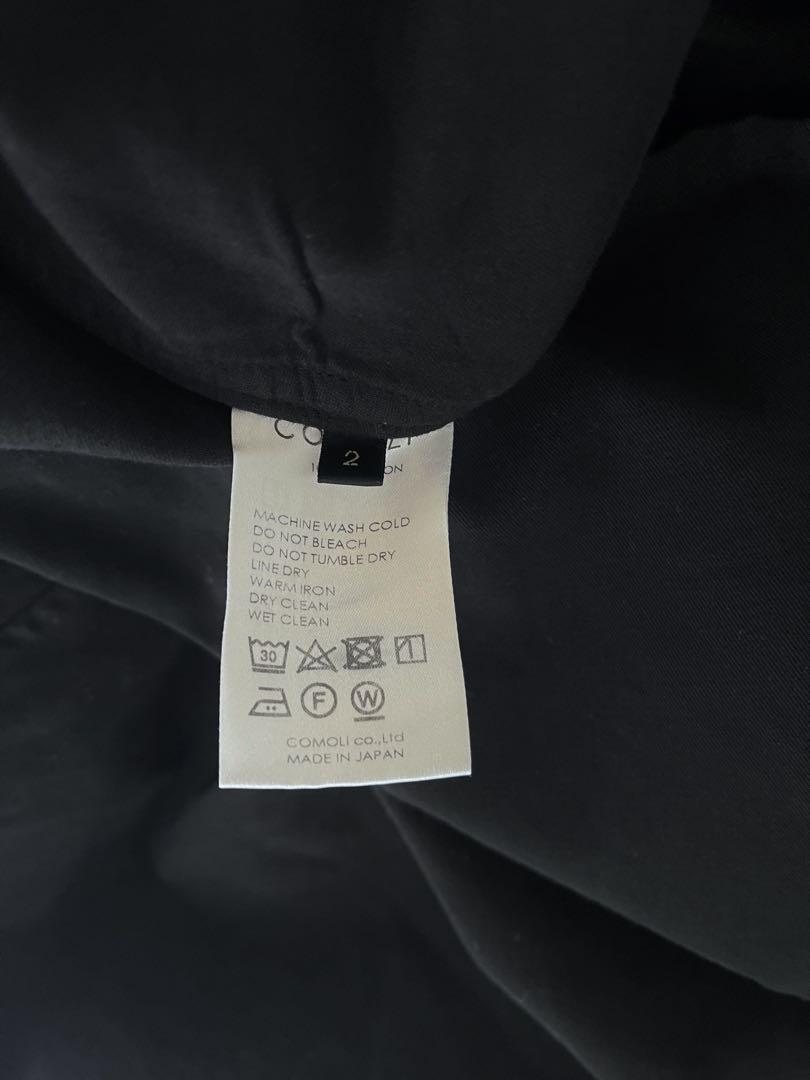 2
MACHINE WASH COLD
DO NOT BLEACH
DO NOT TUMBLE DRY
LINE DRY
WARM IRON
DRY CLEAN
WET CLEAN
30
F W
COMOLI co.,Ltd
MADE IN JAPAN